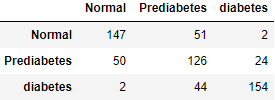 Normal Prediabetes diabetes
Normal 147 51 2
Prediabetes 50 126 24
diabetes 2 44 154